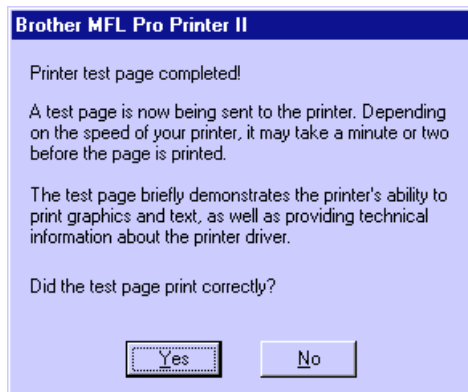 Brother MFL Pro Printer II
Printer test page completed!
A test page is now being sent to the printer. Depending
on the speed of your printer, it may take a minute or two
before the page is printed.
The test page briefly demonstrates the printer's ability to
print graphics and text, as well as providing technical
information about the printer driver.
Did the test page print correctly?
Yes No